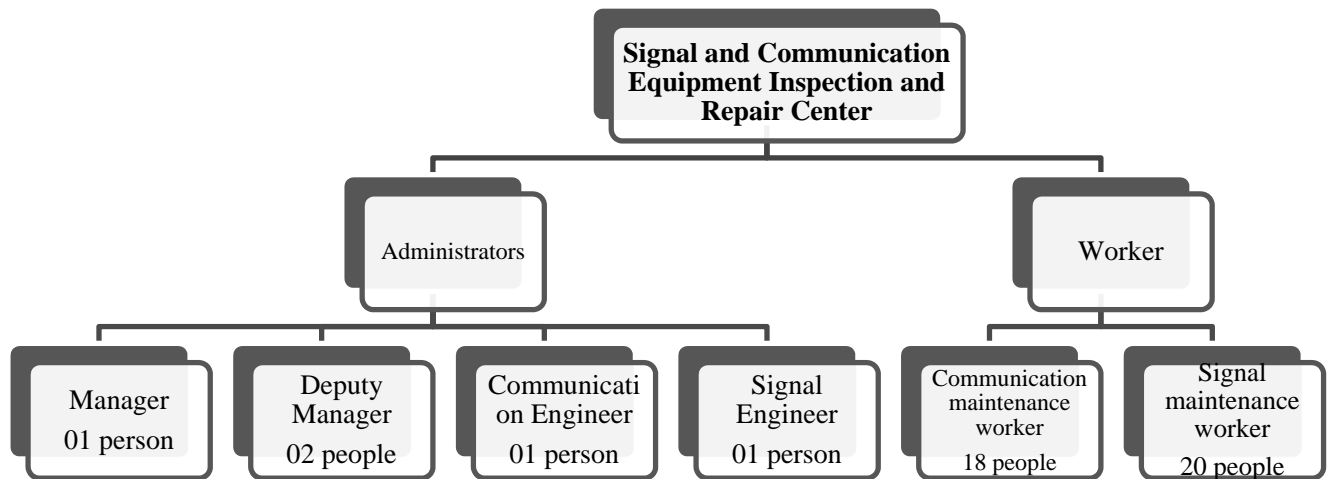 Signal and Communication
Equipment Inspection and
Repair Center
Administrators
Worker
Manager
01 person
Deputy
Manager
02 people
Communicati
on Engineer
01 person
Signal
Engineer
01 person
Communication
maintenance
worker
18 people
Signal
maintenance
worker
20 people